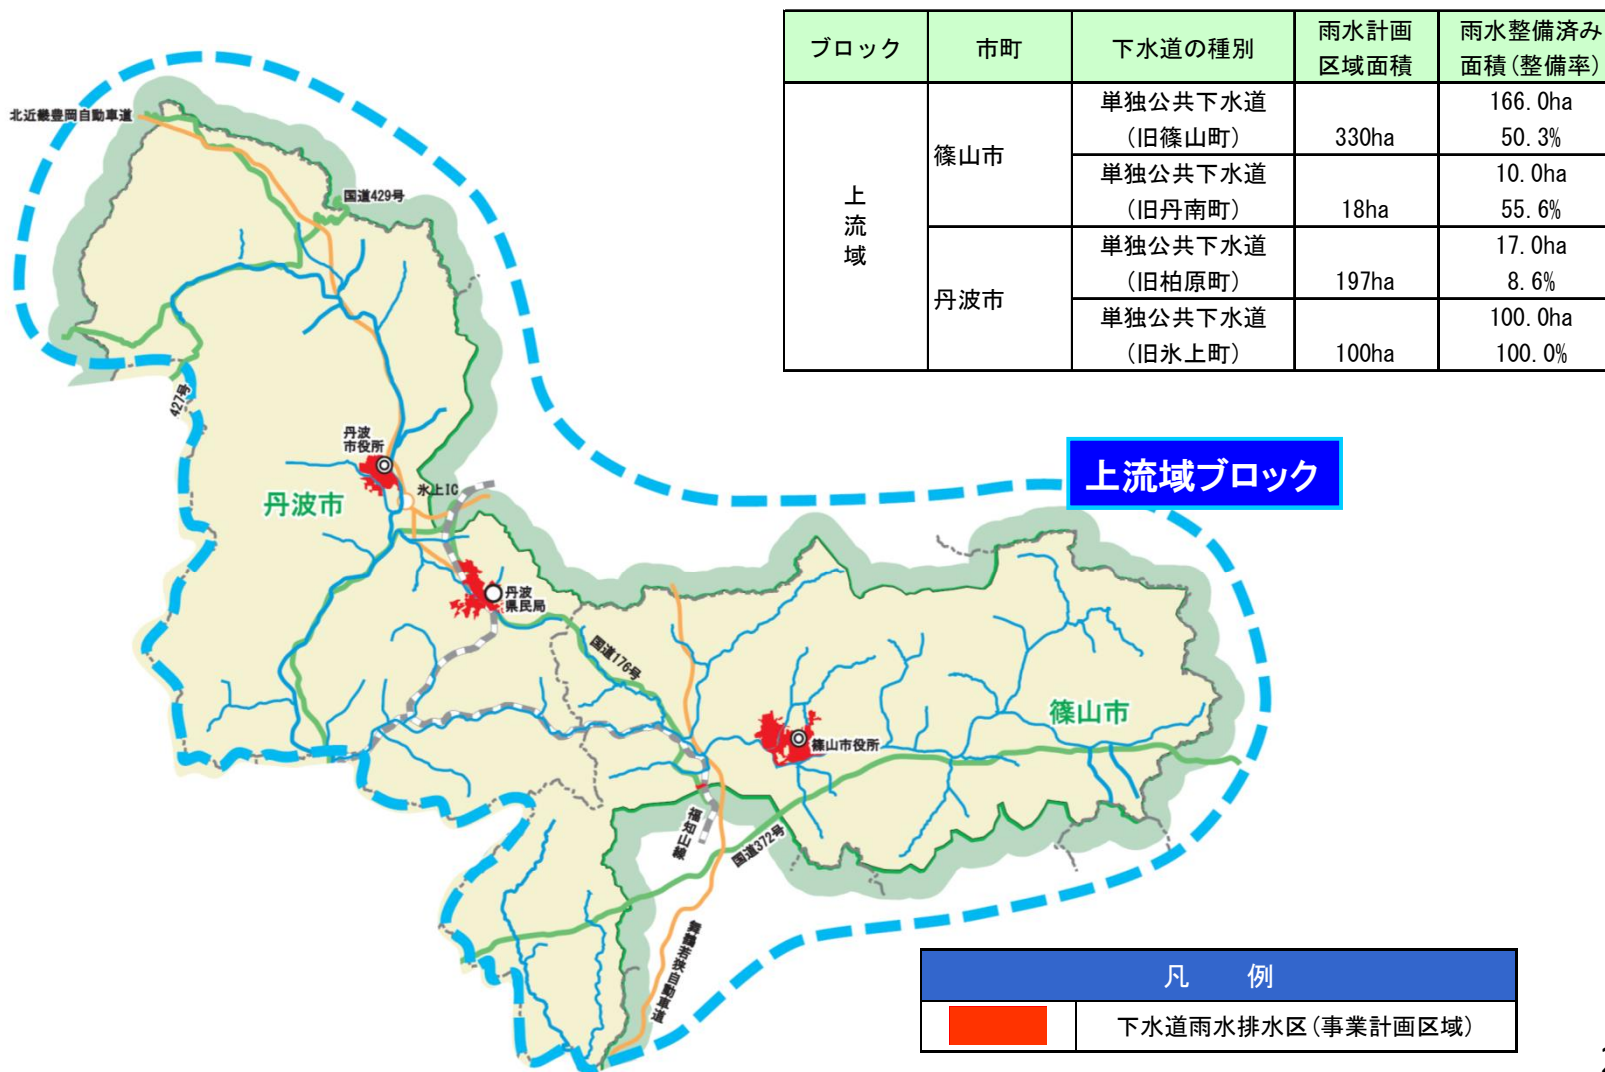 ブロック 市町 下水道の種別 雨水計画 雨水整備済み
区域面積 面積(整備率)
上流域 篠山市 単独公共下水道 166.0ha
(旧篠山町) 330ha 50.3%
単独公共下水道 10.0ha
(旧丹南町) 18ha 55.6%
丹波市 単独公共下水道 17.0ha
(旧柏原町) 197ha 8.6%
単独公共下水道 100.0ha
(旧氷上町) 100ha 100.0%
北近畿豊岡自動車道
国道429号
427号
丹波
市役所
氷上IC
丹波市
上流域ブロック
丹波
県民局
国道176号
篠山市
篠山市役所
福知山線
国道372号
舞鶴若狭自動車道
凡 例
下水道雨水排水区(事業計画区域)